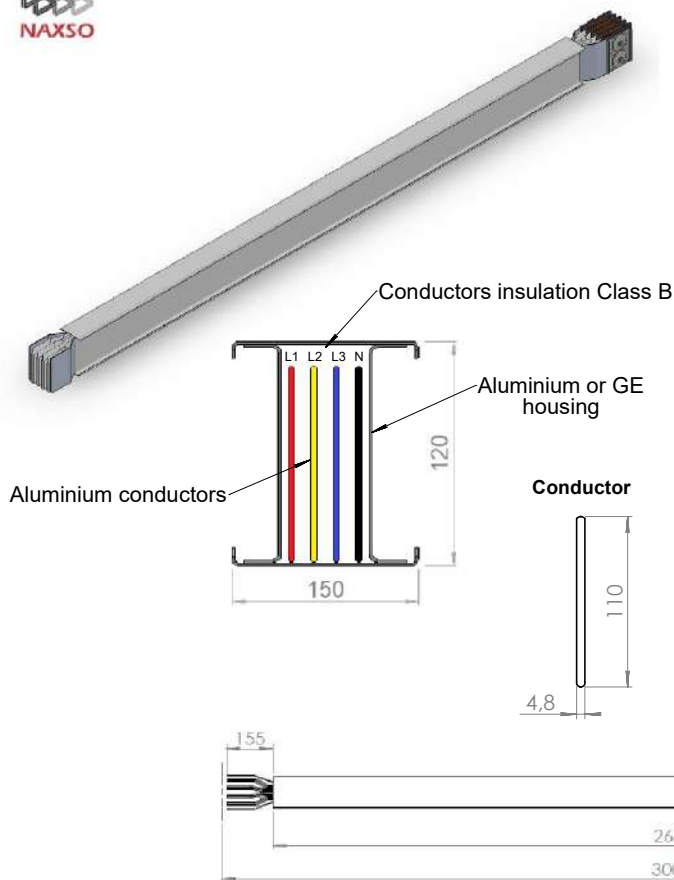 NAXSO
Conductors insulation Class B
L1 L2 L3 N
Aluminium or GE
housing
120
Aluminium conductors
Conductor
150
110
4,8
155